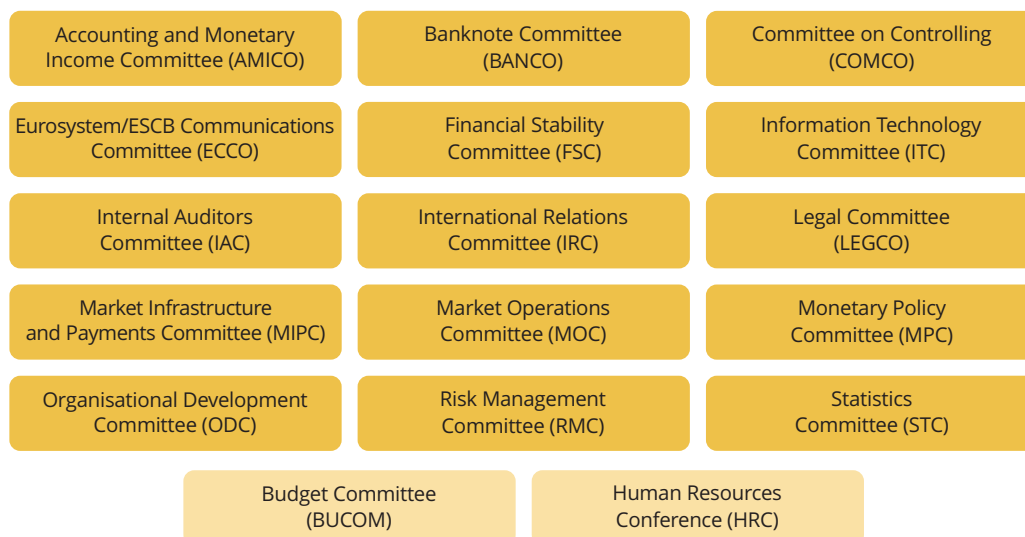 Accounting and Monetary
Income Committee (AMICO)
Banknote Committee
(BANCO)
Committee on Controlling
(COMCO)
Eurosystem/ESCB Communications
Committee (ECCO)
Financial Stability
Committee (FSC)
Information Technology
Committee (ITC)
Internal Auditors
Committee (IAC)
International Relations
Committee (IRC)
Legal Committee
(LEGCO)
Market Infrastructure
and Payments Committee (MIPC)
Market Operations
Committee (MOC)
Monetary Policy
Committee (MPC)
Organisational Development
Committee (ODC)
Risk Management
Committee (RMC)
Statistics
Committee (STC)
Budget Committee
(BUCOM)
Human Resources
Conference (HRC)